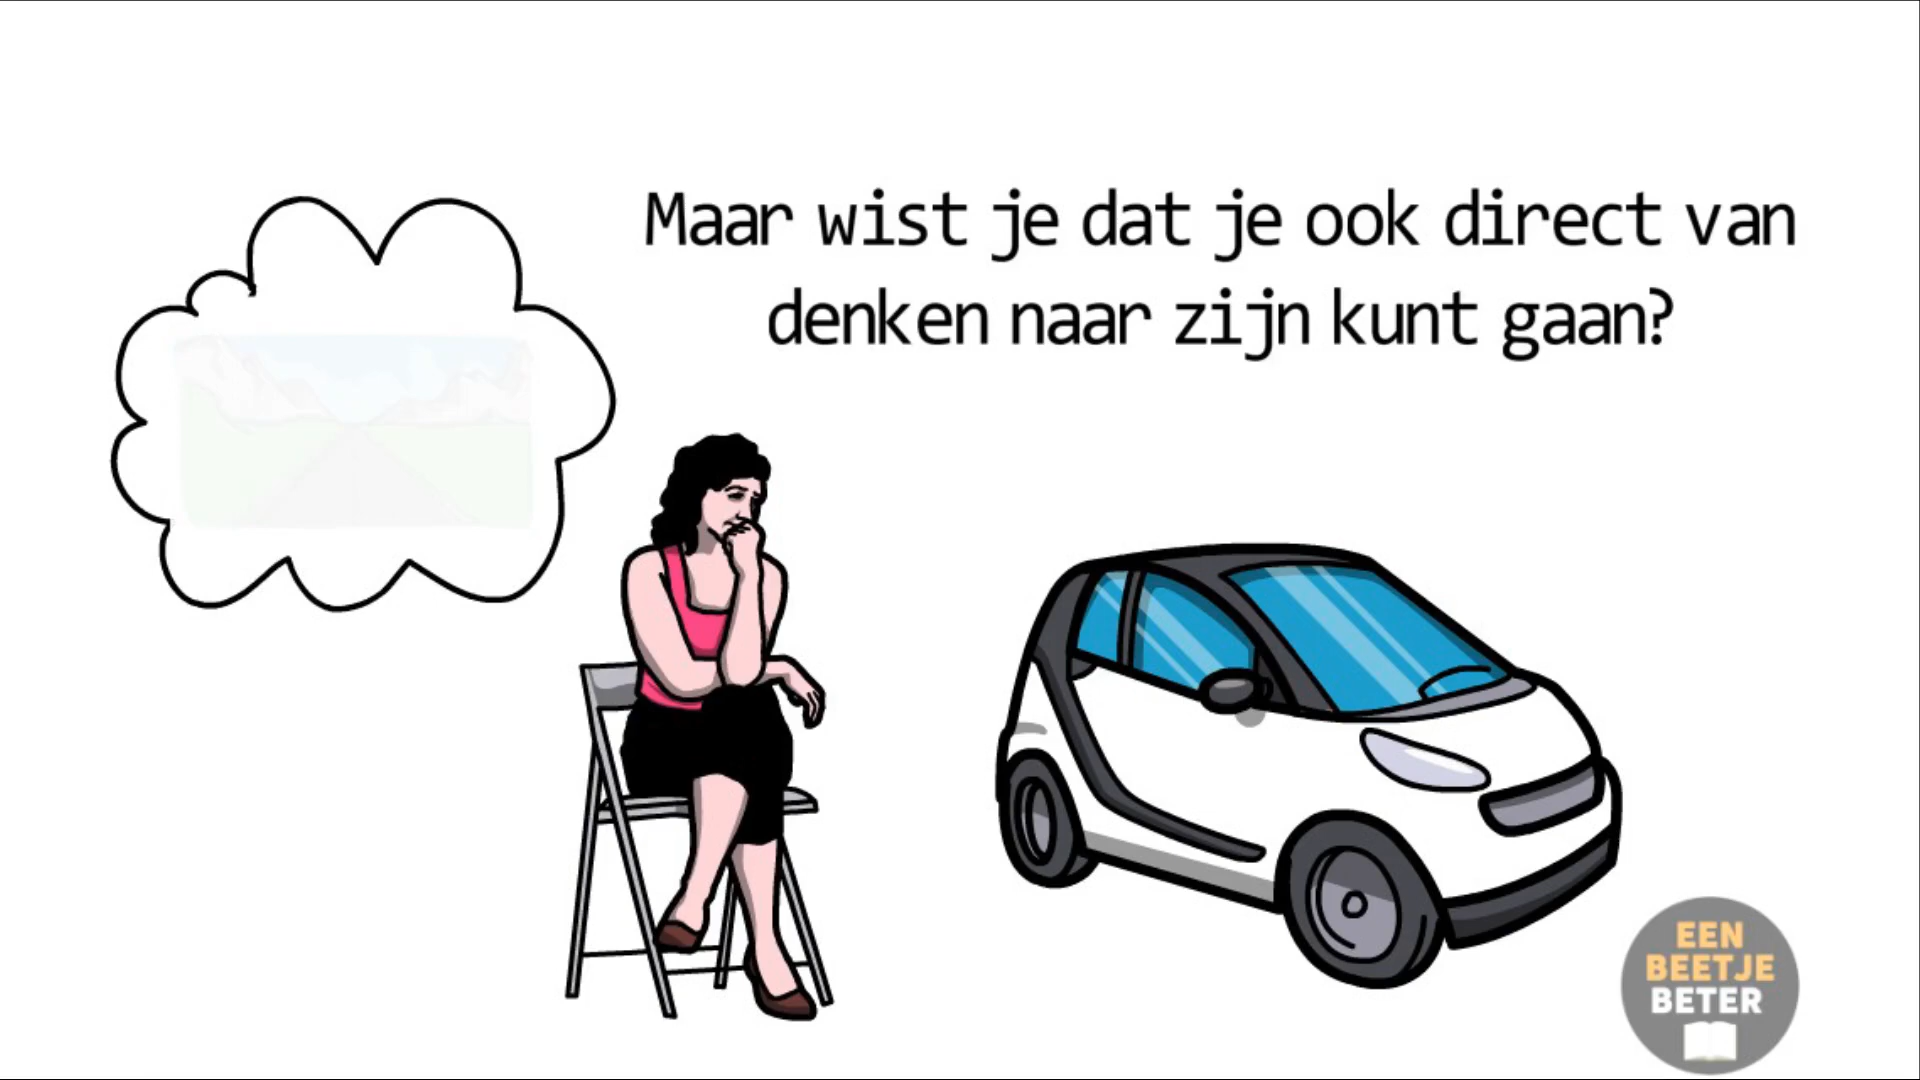 Maar wist je dat je ook direct van
denken naar zijn kunt gaan?
EEN
BEETJE
BETER